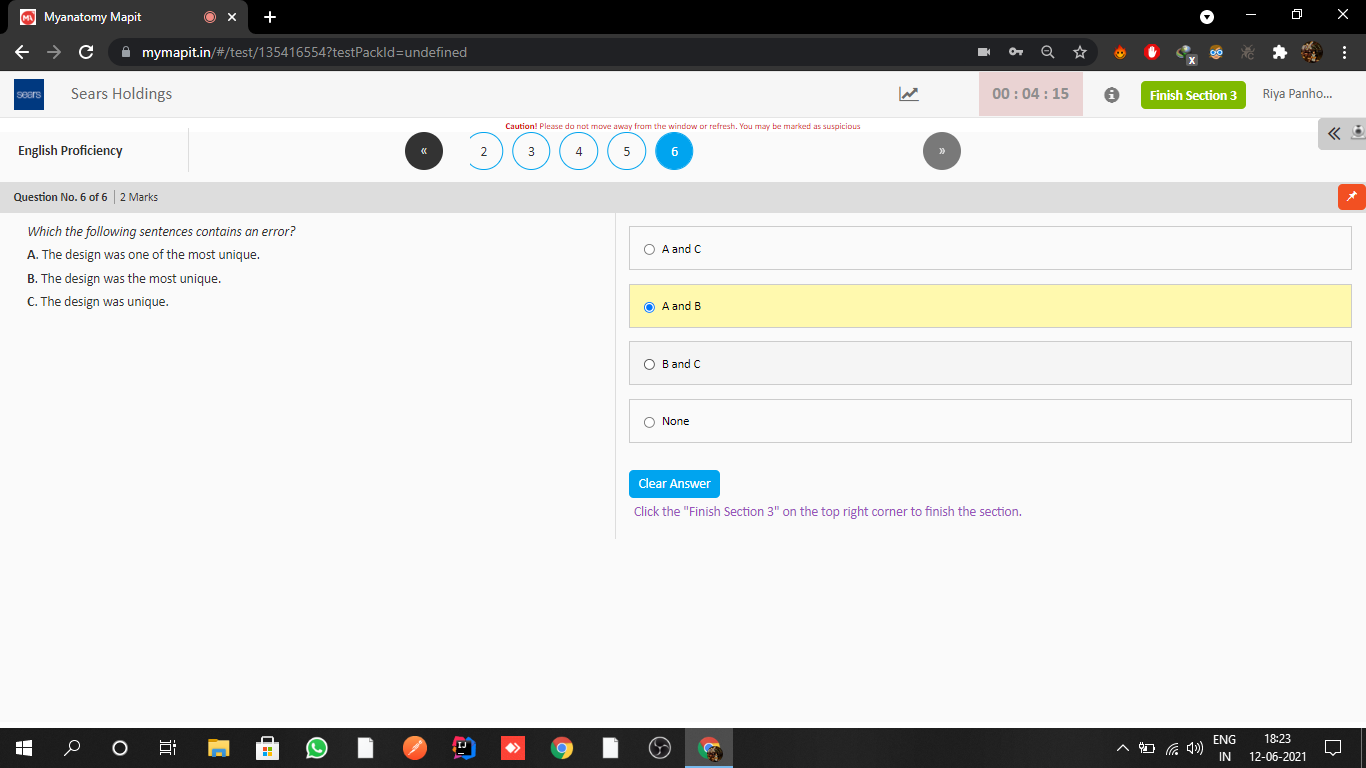 Myanatomy Mapit
mymapit.in/#/test/135416554?testPackId=undefined
sears
Sears Holdings
00 : 04 : 15
Finish Section 3
Riya Panho...
Caution! Please do not move away from the window or refresh, You may be marked as suspicious
English Proficiency
« 2 3 4 5 6 »
Question No. 6 of 6 | 2 Marks
Which the following sentences contains an error?
A. The design was one of the most unique.
B. The design was the most unique.
C. The design was unique.
A and C
A and B
B and C
None
Clear Answer
Click the "Finish Section 3" on the top right corner to finish the section.
ENG
IN
18:23
12-06-2021